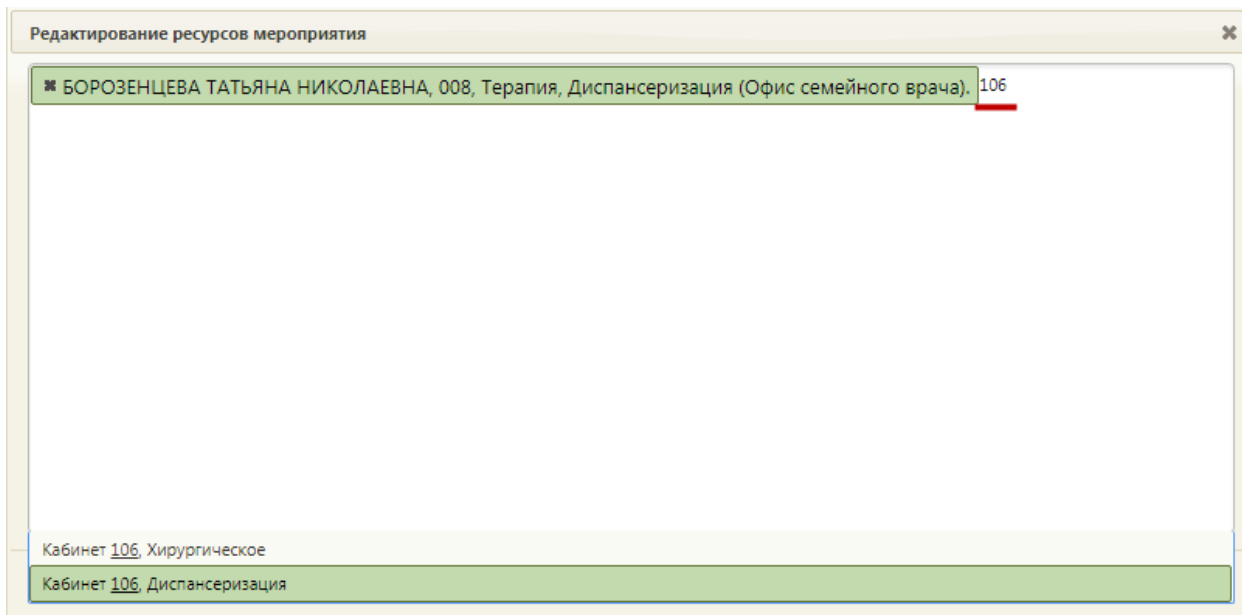 Редактирование ресурсов мероприятия
БОРОЗЕНЦЕВА ТАТЬЯНА НИКОЛАЕВНА, 008, Терапия, Диспансеризация (Офис семейного врача). 106
Кабинет 106, Хирургическое
Кабинет 106, Диспансеризация